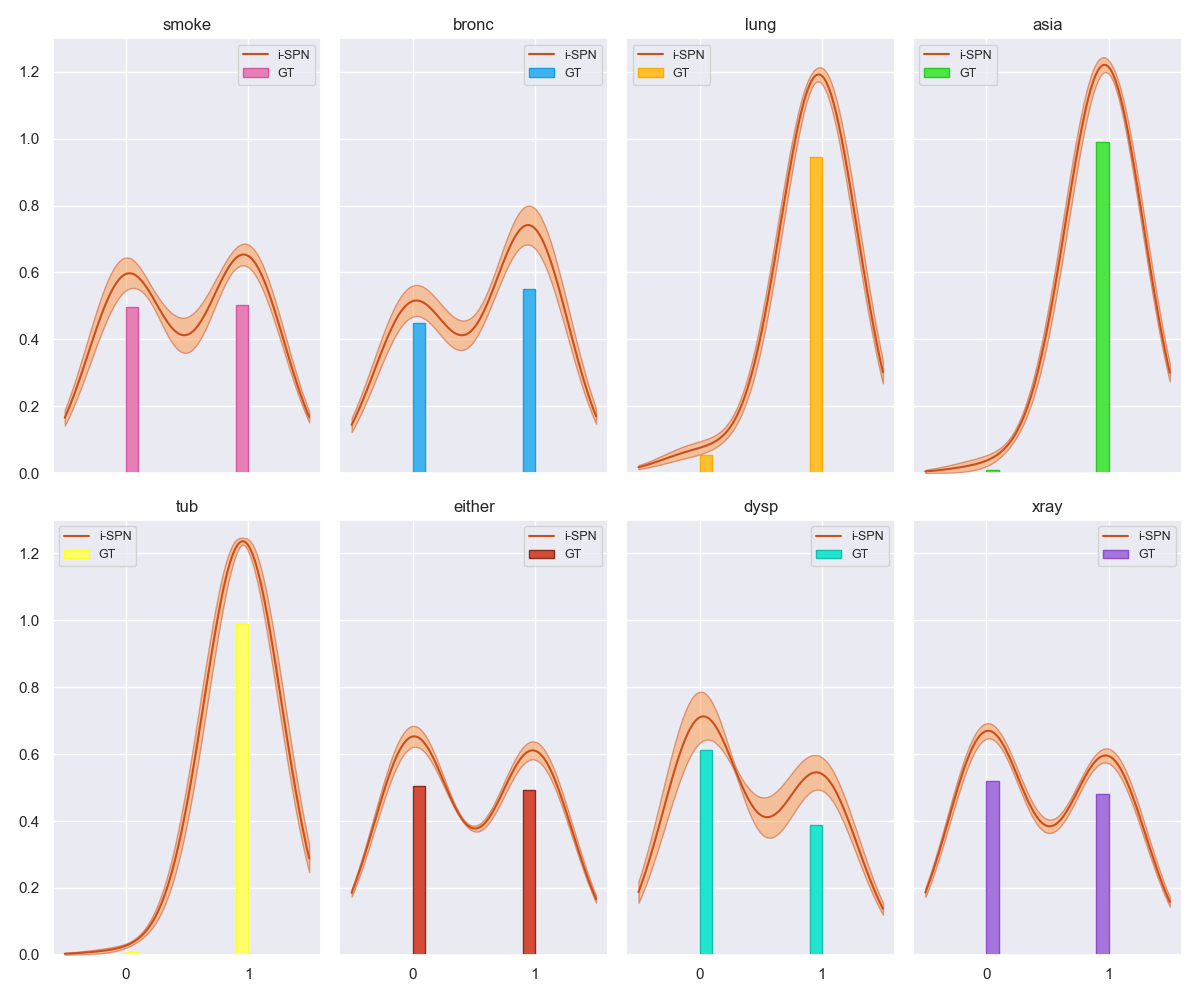 smoke
bronc
lung
asia
i-SPN
GT
i-SPN
GT
i-SPN
GT
i-SPN
GT
1.2
1.0
0.8
0.6
0.4
0.2
0.0
tub
either
dysp
xray
i-SPN
GT
i-SPN
GT
i-SPN
GT
i-SPN
GT
1.2
1.0
0.8
0.6
0.4
0.2
0.0
0 1
0 1
0 1
0 1